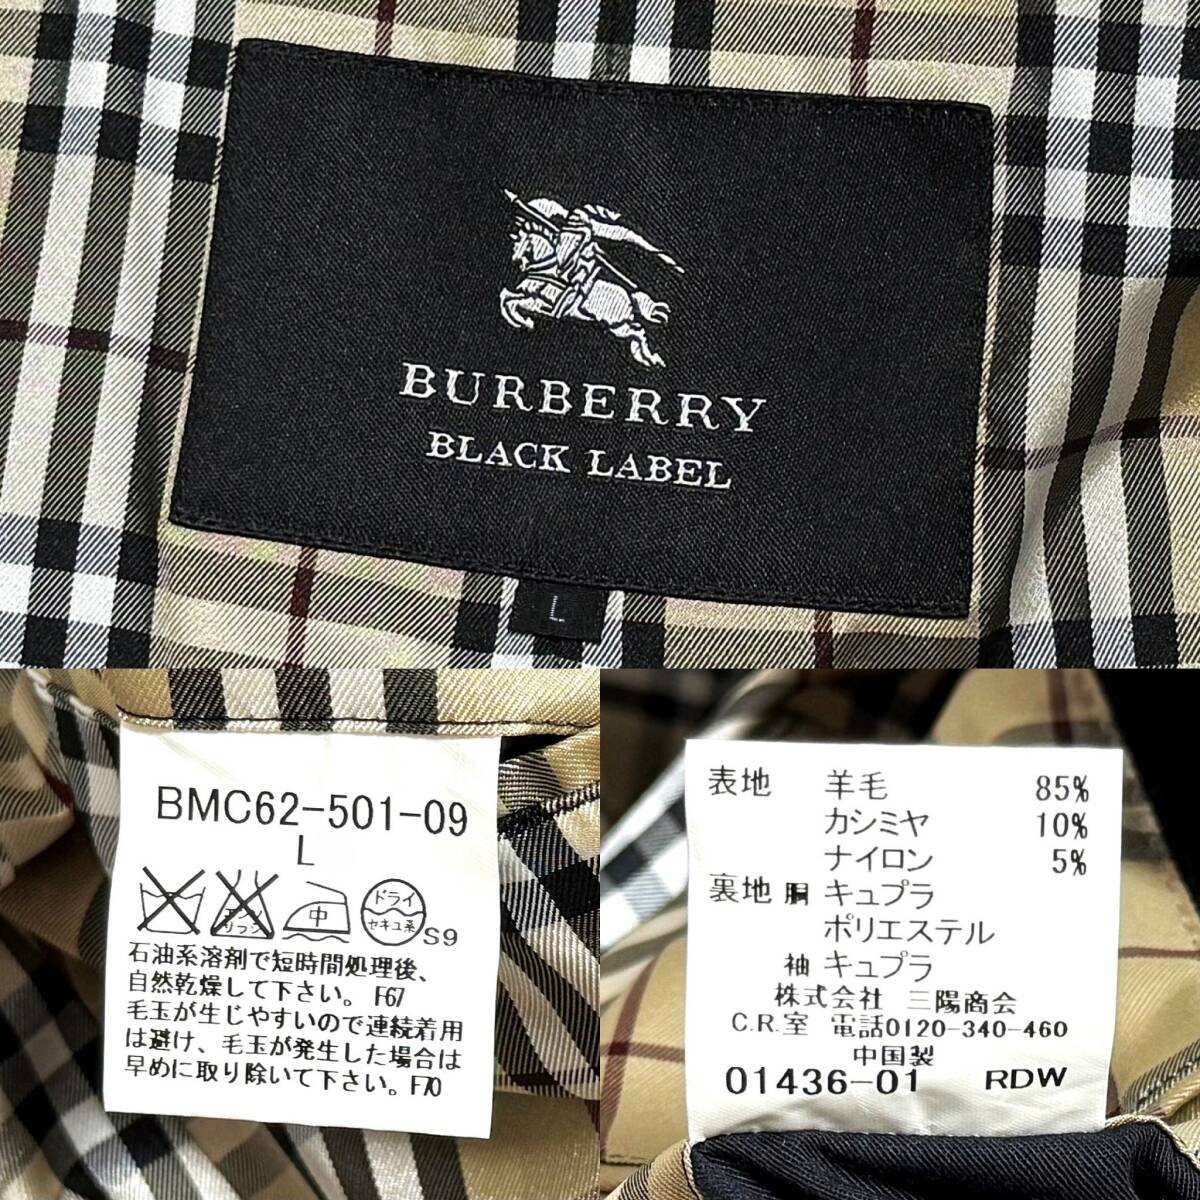 BURBERRY
BLACK LABEL
L
BMC62-501-09
L
エンソ
サラシ
中
ドライ
セキユ系
S9
石油系溶剤で短時間処理後、
自然乾燥して下さい。 F67
毛玉が生じやすいので連続着用
は避け、毛玉が発生した場合は
早めに取り除いて下さい。F70
表地 羊毛 85%
カシミヤ 10%
ナイロン 5%
裏地 胴 キュプラ
ポリエステル
袖 キュプラ
株式会社 三陽商会
C.R.室 電話0120-340-460
中国製
01436-01 RDW